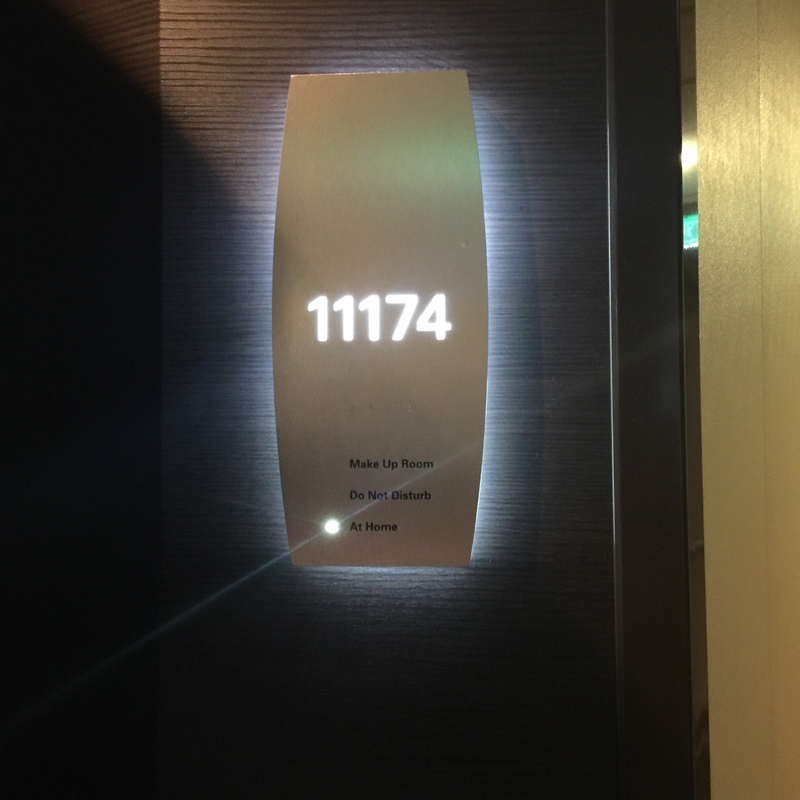 11174
Make Up Room
Do Not Disturb
At Home